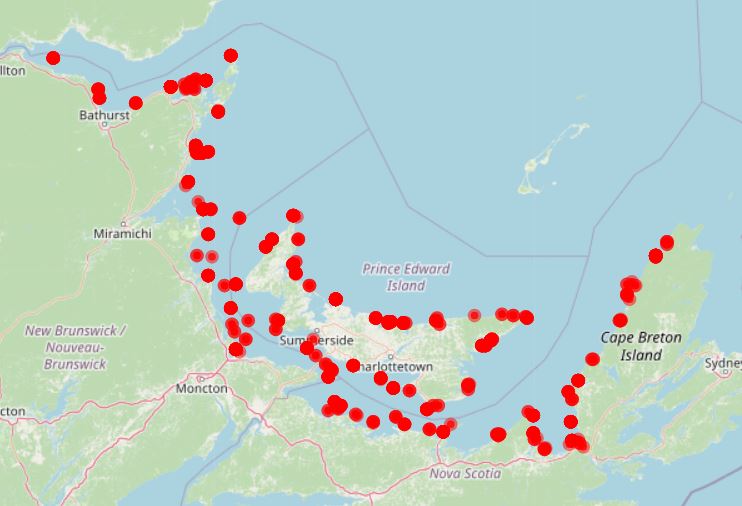 llton
Bathurst
Miramichi
Prince Edward
Island
New Brunswick /
Nouveau-
Brunswick
Summerside
Charlottetown
Cape Breton
Island
Sydney
Moncton
cton
Nova Scotia